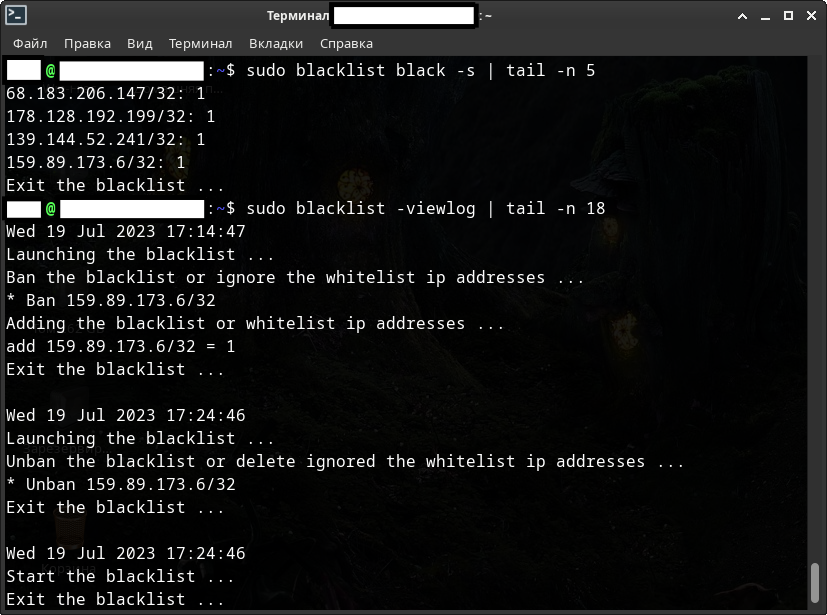 Терминал : ~
Файл Правка Вид Терминал Вкладки Справка
@ :~$ sudo blacklist black -s | tail -n 5
68.183.206.147/32: 1
178.128.192.199/32: 1
139.144.52.241/32: 1
159.89.173.6/32: 1
Exit the blacklist ...
@ :~$ sudo blacklist -viewlog | tail -n 18
Wed 19 Jul 2023 17:14:47
Launching the blacklist ...
Ban the blacklist or ignore the whitelist ip addresses ...
* Ban 159.89.173.6/32
Adding the blacklist or whitelist ip addresses ...
add 159.89.173.6/32 = 1
Exit the blacklist ...
Wed 19 Jul 2023 17:24:46
Launching the blacklist ...
Unban the blacklist or delete ignored the whitelist ip addresses ...
* Unban 159.89.173.6/32
Exit the blacklist ...
Wed 19 Jul 2023 17:24:46
Start the blacklist ...
Exit the blacklist ...